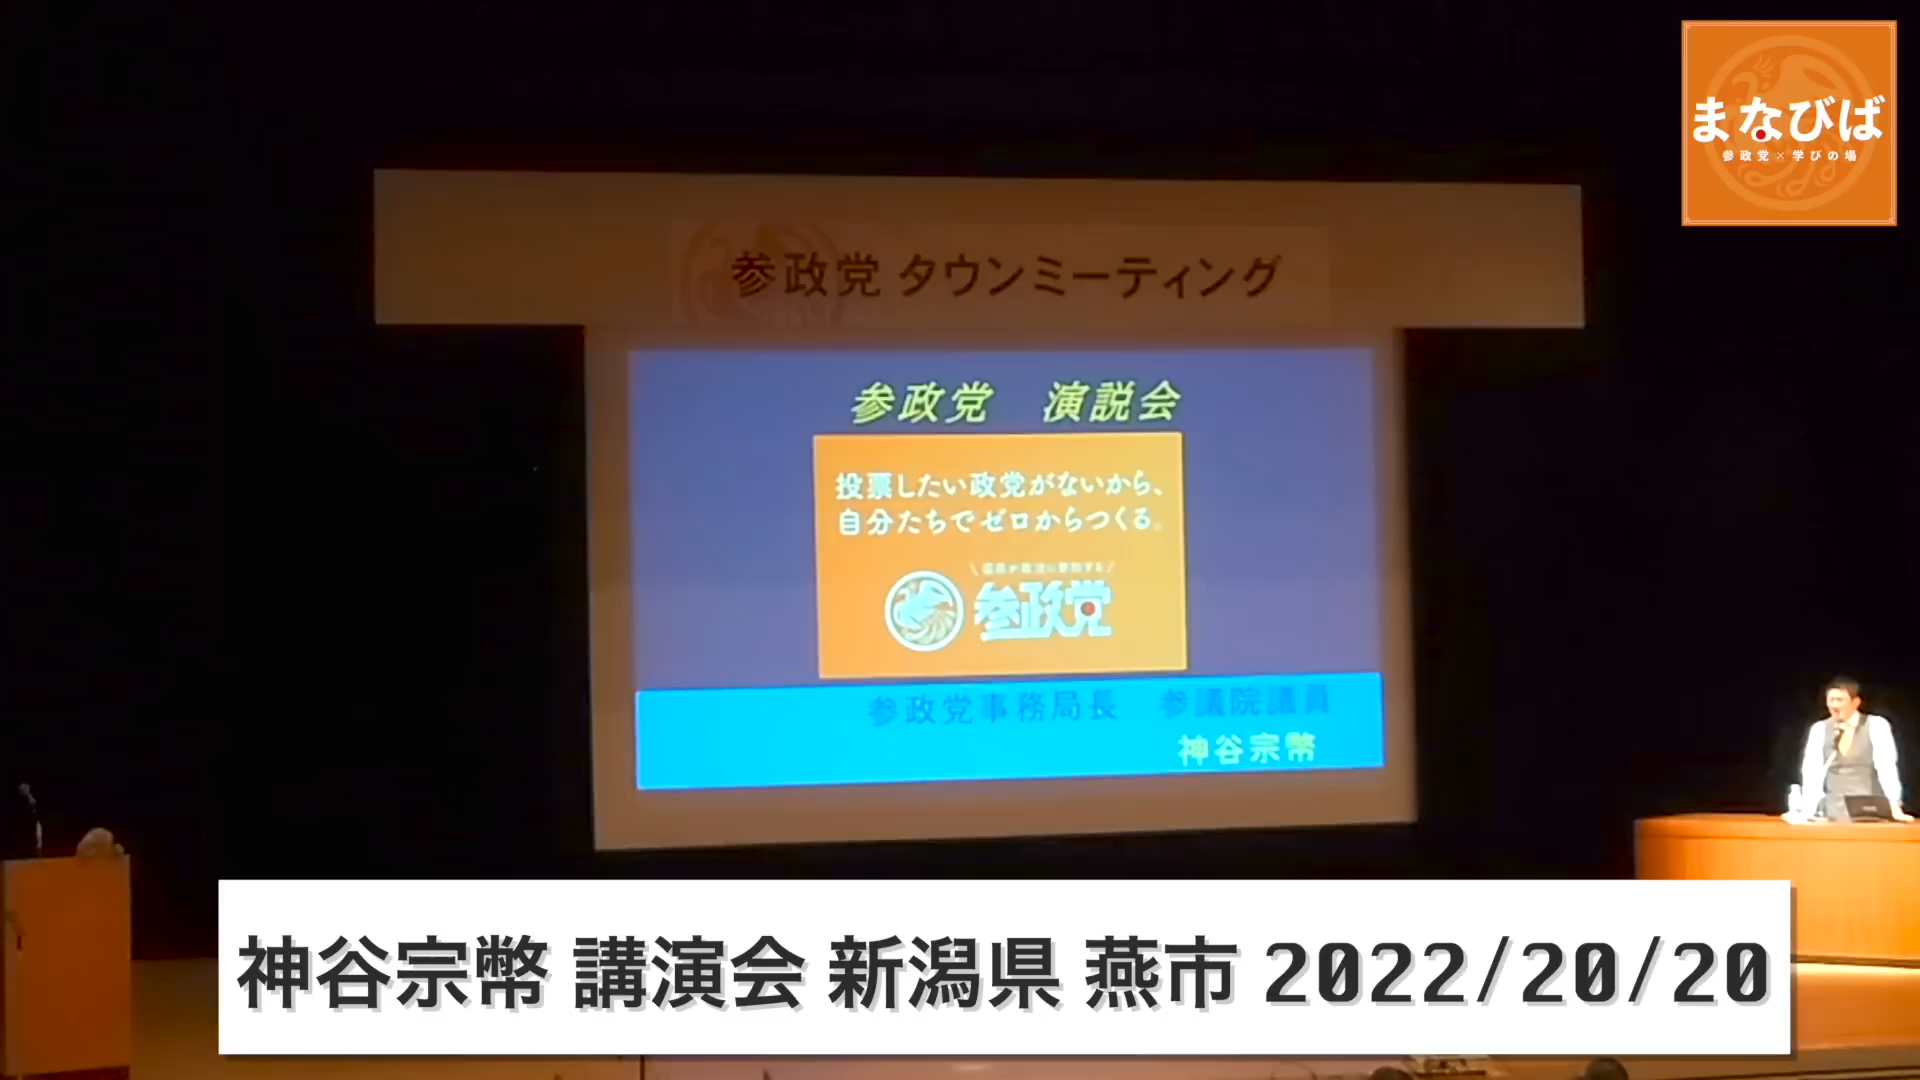 まなびば
参政党×学びの場
参政党 タウンミーティング
参政党 演説会
投票したい政党がないから、
自分たちでゼロからつくる。
参政党
参政党事務局長 参議院議員
神谷宗幣
神谷宗幣 講演会 新潟県 燕市 2022/20/20